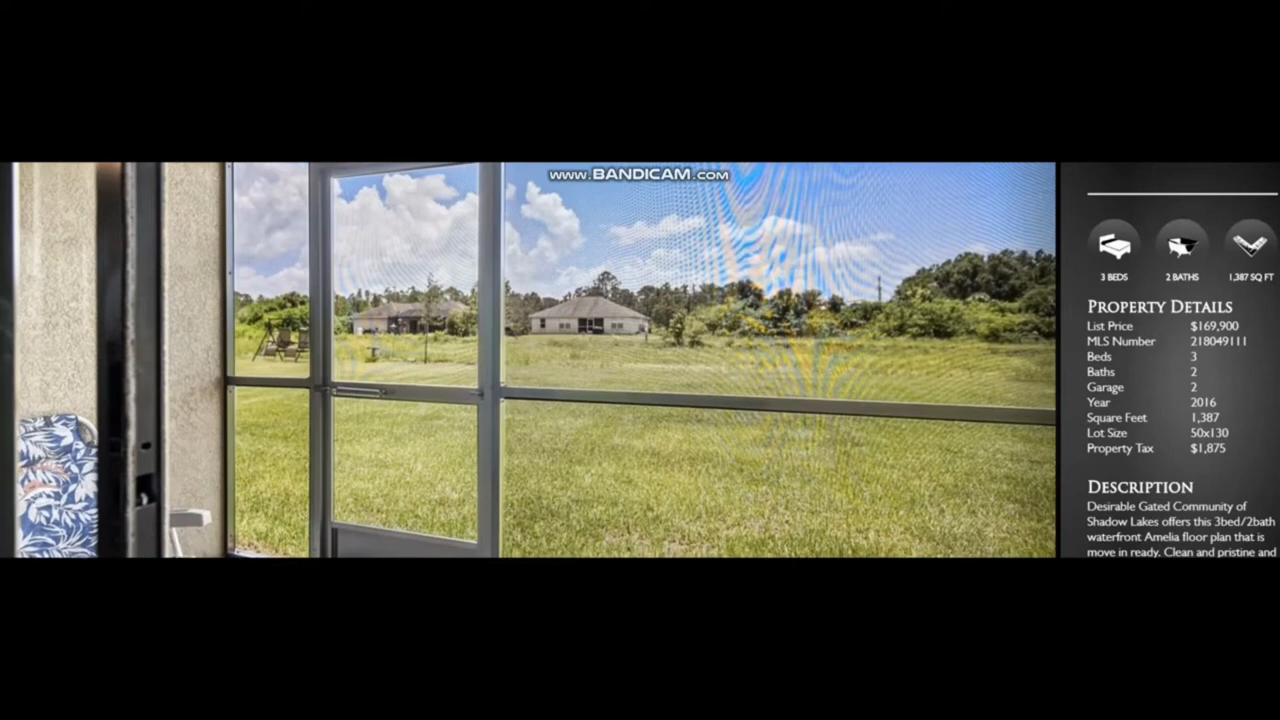 www.BANDICAM.com
3 BEDS
2 BATHS
1,387 SQ FT
PROPERTY DETAILS
List Price $169,900
MLS Number 218049111
Beds 3
Baths 2
Garage 2
Year 2016
Square Feet 1,387
Lot Size 50x130
Property Tax $1,875
DESCRIPTION
Desirable Gated Community of
Shadow Lakes offers this 3bed/2bath
waterfront Amelia floor plan that is
move in ready. Clean and pristine and